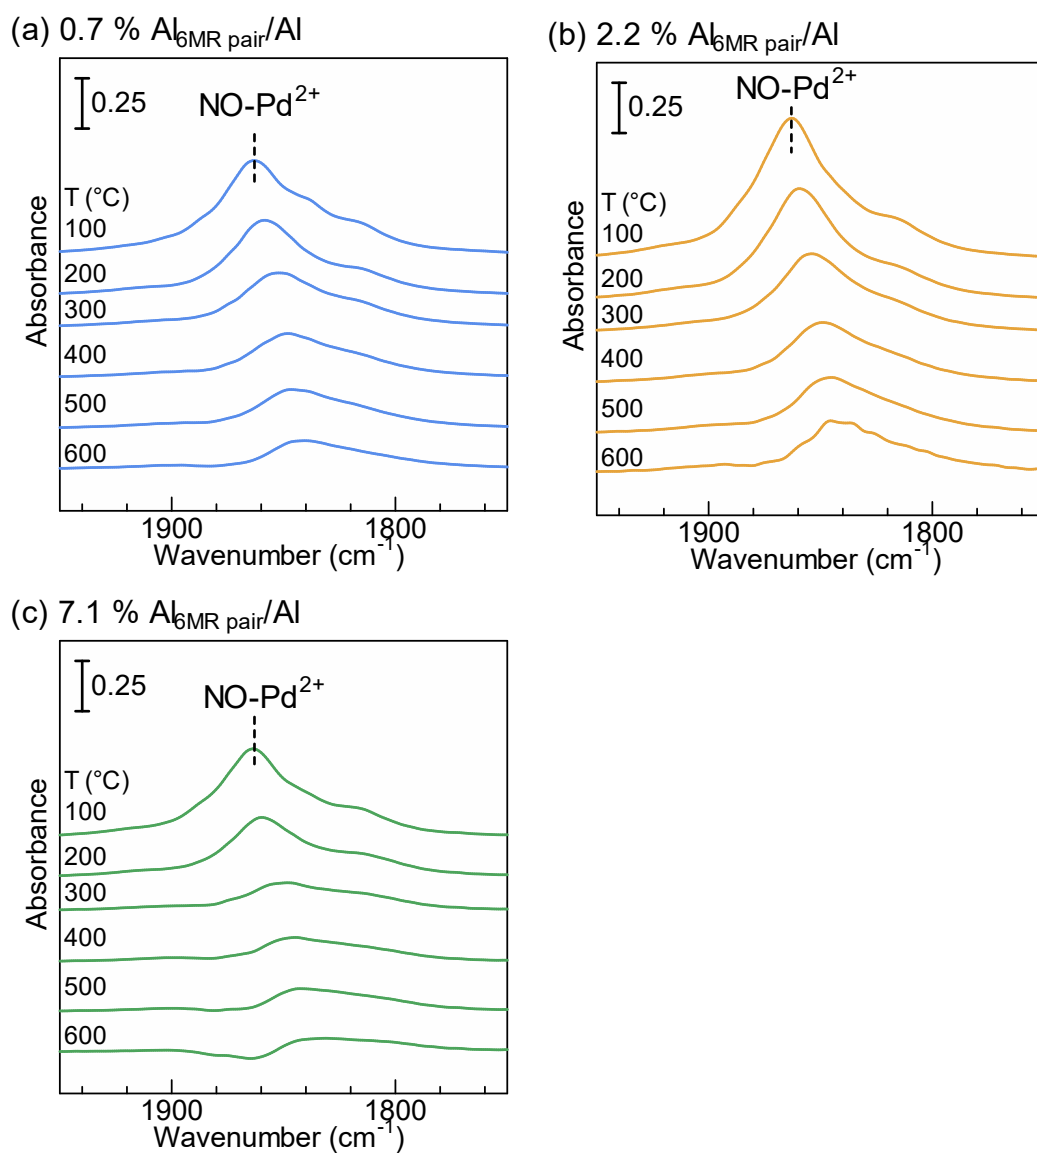 (a) 0.7 % Al6MR pair/Al
0.25
NO-Pd2+
T (°C)
100
200
300
400
500
600
Absorbance
1900 1800
Wavenumber (cm-1)
(b) 2.2 % Al6MR pair/Al
0.25
NO-Pd2+
T (°C)
100
200
300
400
500
600
Absorbance
1900 1800
Wavenumber (cm-1)
(c) 7.1 % Al6MR pair/Al
0.25
NO-Pd2+
T (°C)
100
200
300
400
500
600
Absorbance
1900 1800
Wavenumber (cm-1)